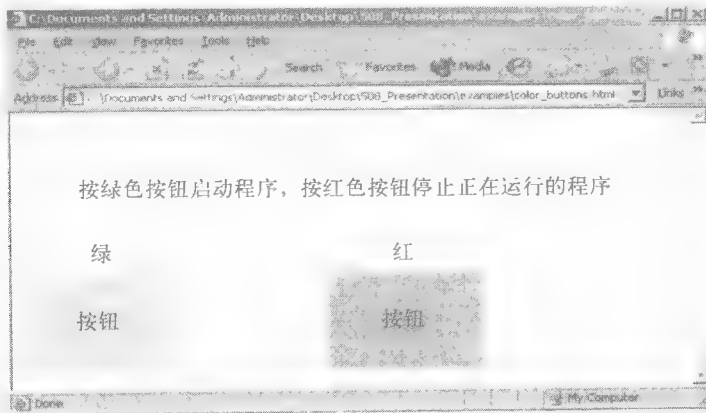 C:\Documents and Settings\Administrator\Desktop\508_Presentation
File Edit View Favorites Tools Help
Search Favorites Media
Address \Documents and Settings\Administrator\Desktop\508_Presentation\examples\color_buttons.html Links
按绿色按钮启动程序，按红色按钮停止正在运行的程序
绿 红
按钮 按钮
Done My Computer